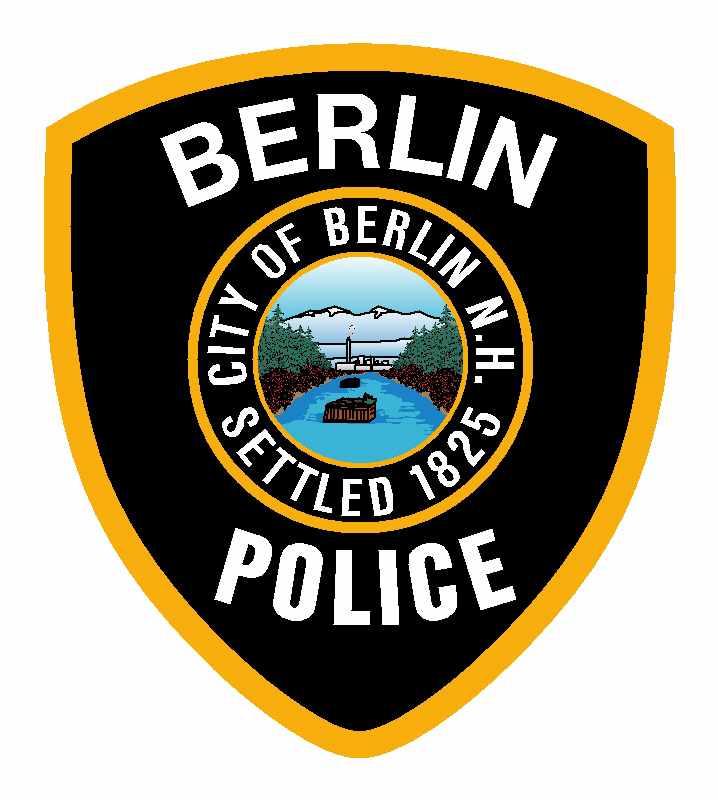 BERLIN
CITY OF BERLIN N.H.
SETTLED 1825
POLICE